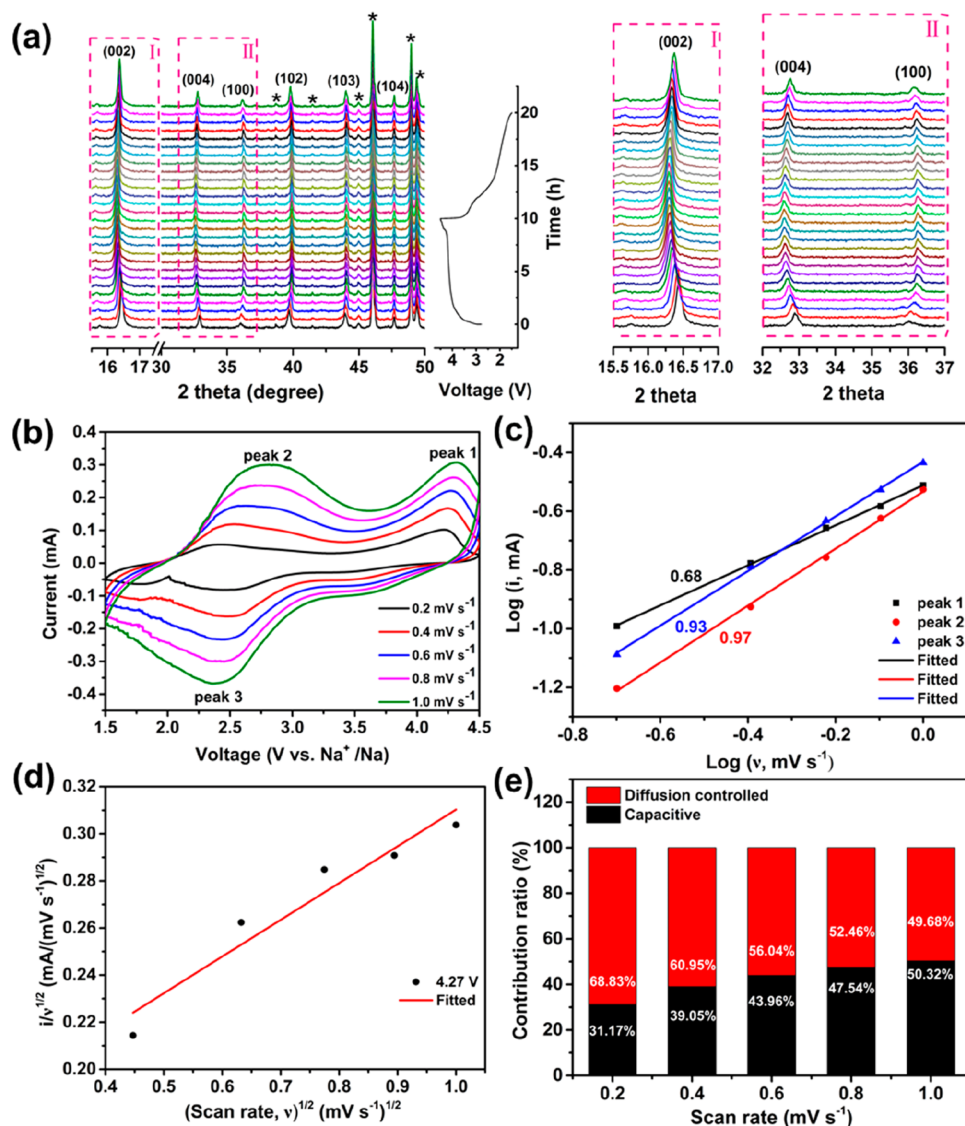 (a)
I
II
(002)
(004)
(100)
(102)
(103)
(104)
*
*
*
*
*
*
16 17 30 35 40 45 50
2 theta (degree)
20
15
10
5
0
Time (h)
4 3 2
Voltage (V)
I
(002)
15.5 16.0 16.5 17.0
2 theta
II
(004)
(100)
32 33 34 35 36 37
2 theta
(b)
0.4
0.3
0.2
0.1
0.0
-0.1
-0.2
-0.3
-0.4
Current (mA)
peak 1
peak 2
peak 3
0.2 mV s-1
0.4 mV s-1
0.6 mV s-1
0.8 mV s-1
1.0 mV s-1
1.5 2.0 2.5 3.0 3.5 4.0 4.5
Voltage (V vs. Na+ /Na)
(c)
-0.4
-0.6
-0.8
-1.0
-1.2
Log (i, mA)
0.68
0.93
0.97
peak 1
peak 2
peak 3
Fitted
Fitted
Fitted
-0.8 -0.6 -0.4 -0.2 0.0
Log (ν, mV s-1)
(d)
0.32
0.30
0.28
0.26
0.24
0.22
0.20
i/ν1/2 (mA/(mV s-1)1/2
4.27 V
Fitted
0.4 0.5 0.6 0.7 0.8 0.9 1.0
(Scan rate, ν)1/2 (mV s-1)1/2
(e)
Diffusion controlled
Capacitive
120
100
80
60
40
20
0
Contribution ratio (%)
68.83%
60.95%
56.04%
52.46%
49.68%
31.17%
39.05%
43.96%
47.54%
50.32%
0.2 0.4 0.6 0.8 1.0
Scan rate (mV s-1)